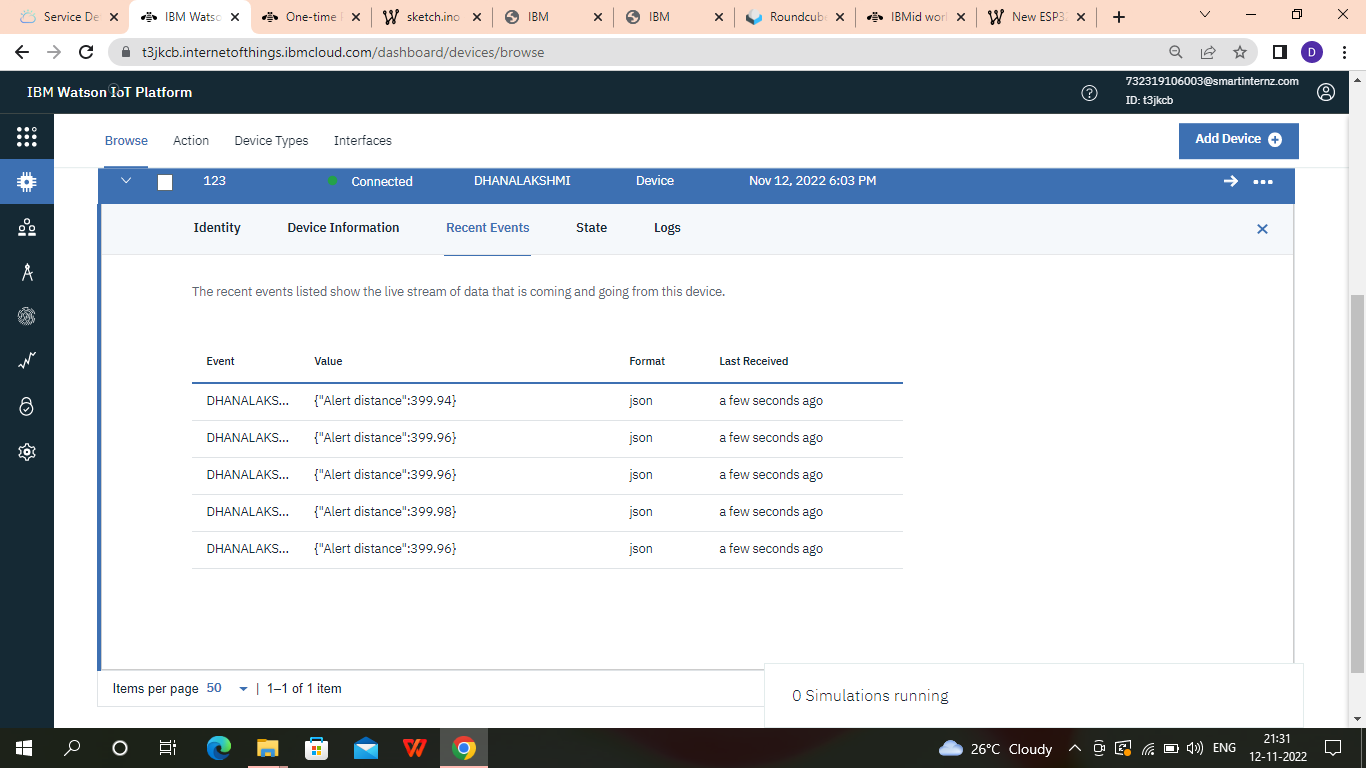 Service De
IBM Watso
One-time
sketch.ino
IBM
IBM
Roundcub
IBMid wor
New ESP3
t3jkcb.internetofthings.ibmcloud.com/dashboard/devices/browse
D
IBM Watson IoT Platform
732319106003@smartinternz.com
ID: t3jkcb
Browse Action Device Types Interfaces
Add Device
123 Connected DHANALAKSHMI Device Nov 12, 2022 6:03 PM
Identity Device Information Recent Events State Logs
The recent events listed show the live stream of data that is coming and going from this device.
Event Value Format Last Received
DHANALAKS... {"Alert distance":399.94} json a few seconds ago
DHANALAKS... {"Alert distance":399.96} json a few seconds ago
DHANALAKS... {"Alert distance":399.96} json a few seconds ago
DHANALAKS... {"Alert distance":399.98} json a few seconds ago
DHANALAKS... {"Alert distance":399.96} json a few seconds ago
Items per page 50 | 1–1 of 1 item
0 Simulations running
26°C Cloudy
ENG
21:31
12-11-2022